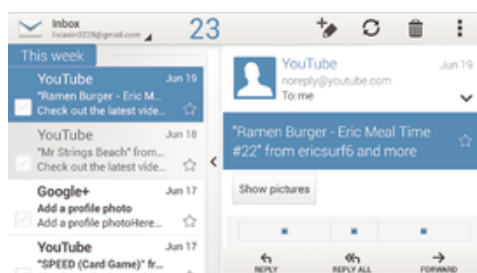 Inbox
23
This week
YouTube Jun 19
"Ramen Burger - Eric M...
Check out the latest vide...
YouTube Jun 18
"Mr Strings Beach" from...
Check out the latest vide...
Google+ Jun 17
Add a profile photo
Add a profile photoHere...
YouTube Jun 17
"SPEED (Card Game)" fr...
YouTube Jun 19
noreply@youtube.com
To: me
"Ramen Burger - Eric Meal Time
#22" from ericsurf6 and more
Show pictures
REPLY REPLY ALL FORWARD